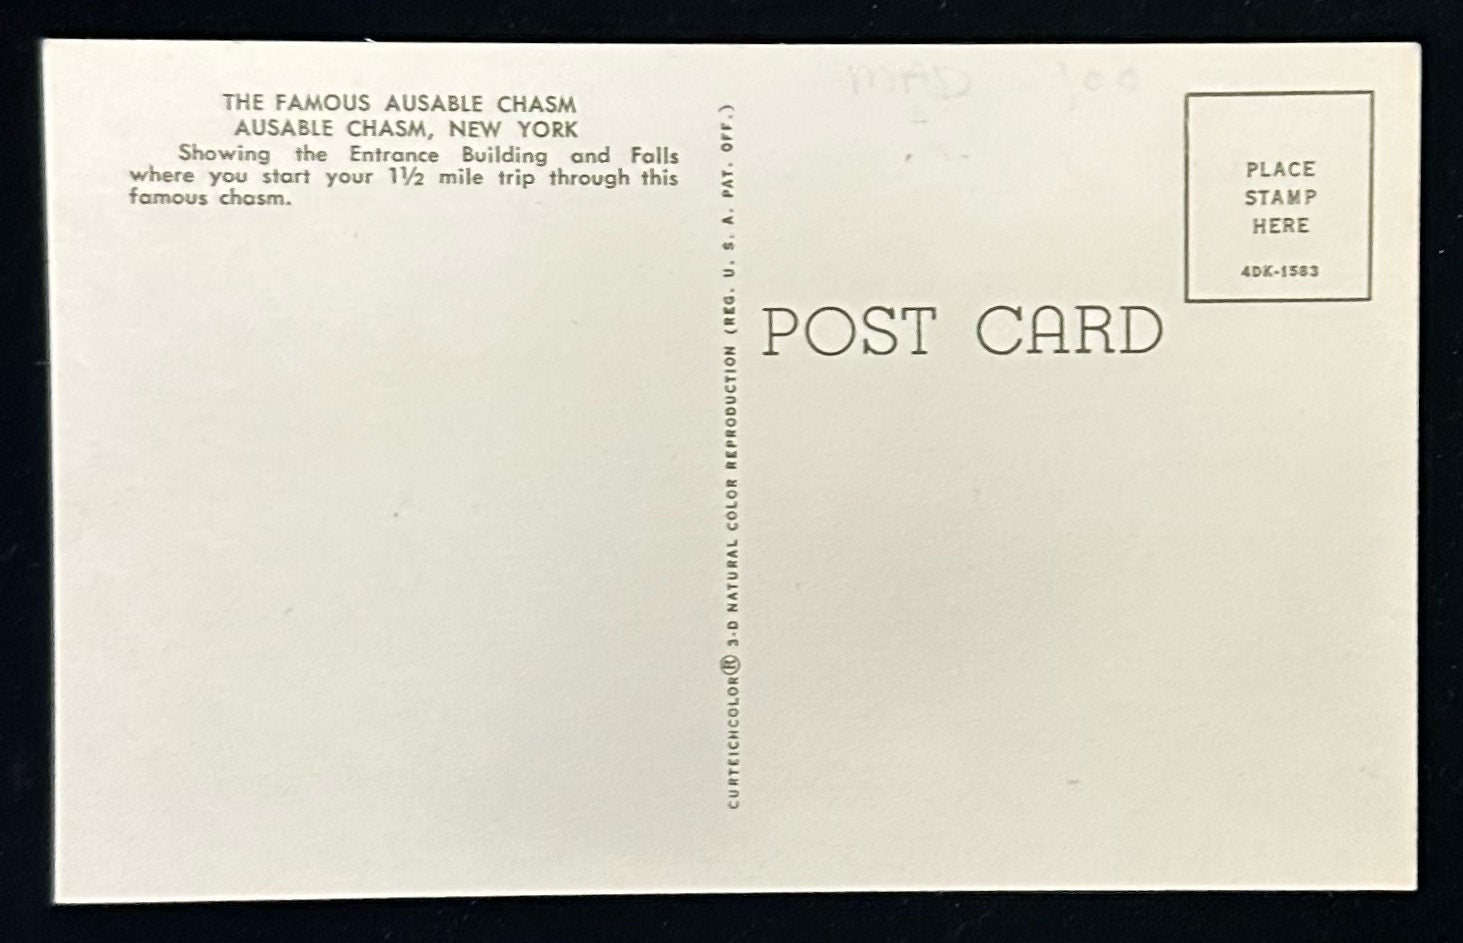 THE FAMOUS AUSABLE CHASM
AUSABLE CHASM, NEW YORK
Showing the Entrance Building and Falls
where you start your 1½ mile trip through this
famous chasm.
CURTEICHCOLOR® 3-D NATURAL COLOR REPRODUCTION (REG. U. S. A. PAT. OFF.)
POST CARD
PLACE
STAMP
HERE
4DK-1583